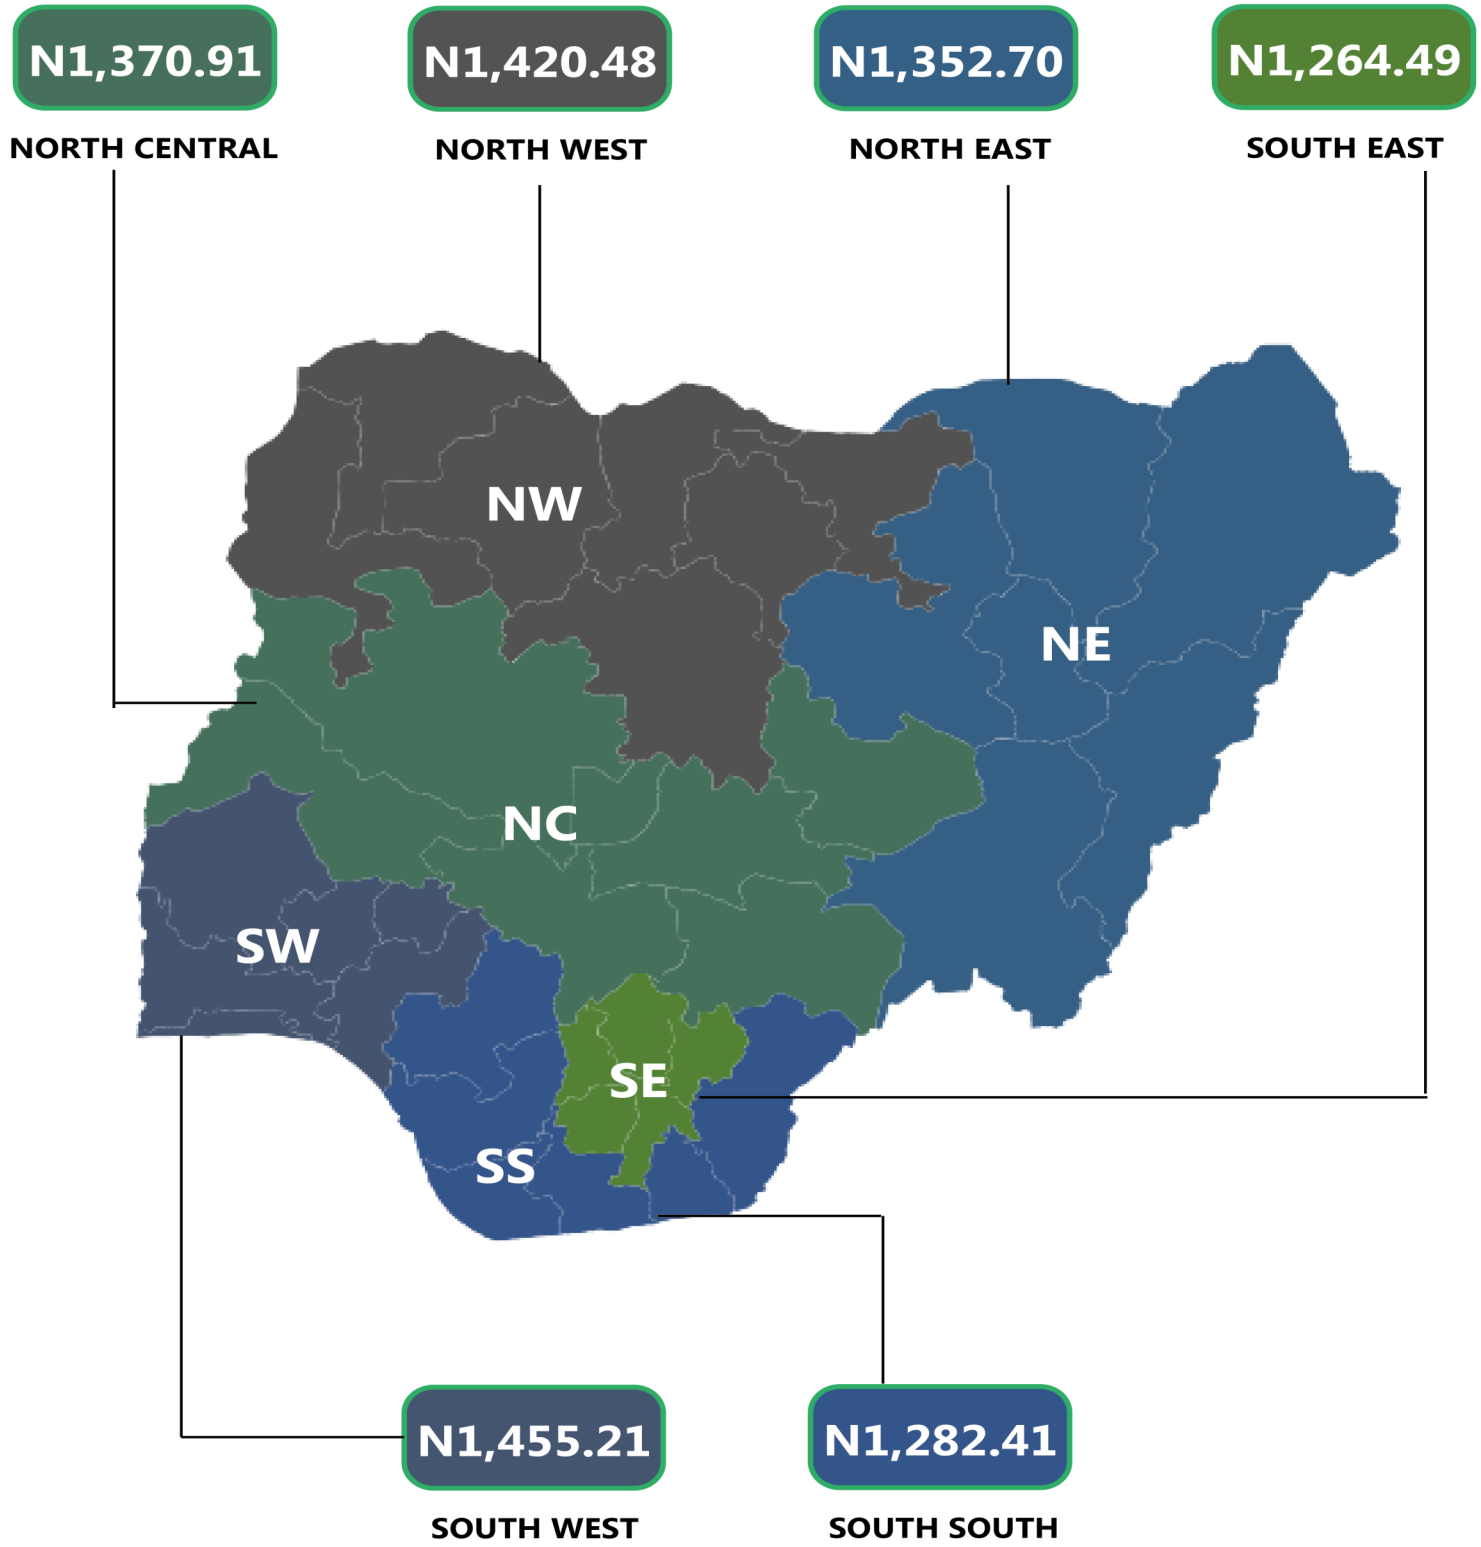 N1,370.91
N1,420.48
N1,352.70
N1,264.49
NORTH CENTRAL
NORTH WEST
NORTH EAST
SOUTH EAST
NW
NE
NC
SW
SE
SS
N1,455.21
N1,282.41
SOUTH WEST
SOUTH SOUTH